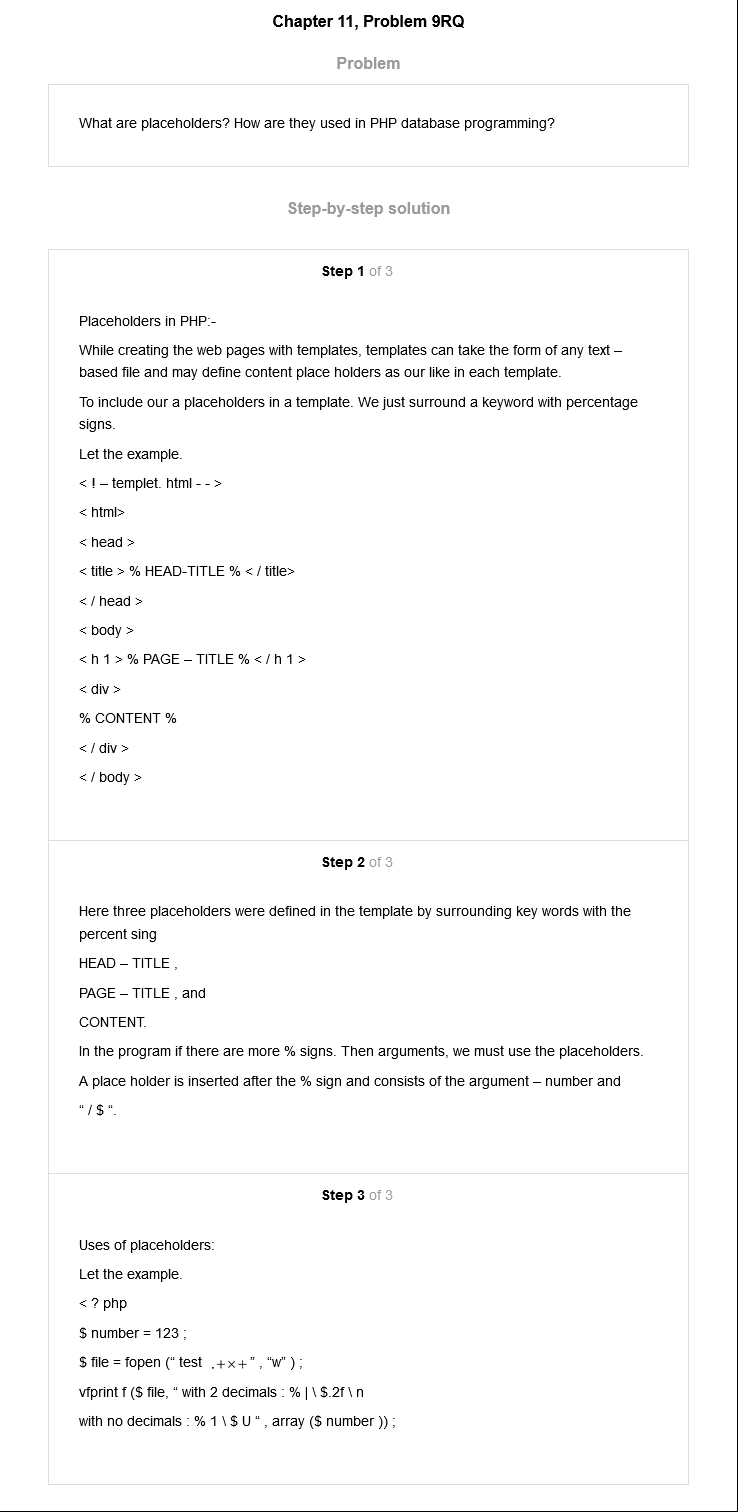 Chapter 11, Problem 9RQ
Problem
What are placeholders? How are they used in PHP database programming?
Step-by-step solution
Step 1 of 3
Placeholders in PHP:-
While creating the web pages with templates, templates can take the form of any text –
based file and may define content place holders as our like in each template.
To include our a placeholders in a template. We just surround a keyword with percentage
signs.
Let the example.
< ! – templet. html - - >
< html>
< head >
< title > % HEAD-TITLE % < / title>
< / head >
< body >
< h 1 > % PAGE – TITLE % < / h 1 >
< div >
% CONTENT %
< / div >
< / body >
Step 2 of 3
Here three placeholders were defined in the template by surrounding key words with the
percent sing
HEAD – TITLE ,
PAGE – TITLE , and
CONTENT.
In the program if there are more % signs. Then arguments, we must use the placeholders.
A place holder is inserted after the % sign and consists of the argument – number and
“ / $ “.
Step 3 of 3
Uses of placeholders:
Let the example.
< ? php
$ number = 123 ;
$ file = fopen (“ test .+×+ ” , “w” ) ;
vfprint f ($ file, “ with 2 decimals : % | \ $.2f \ n
with no decimals : % 1 \ $ U “ , array ($ number )) ;